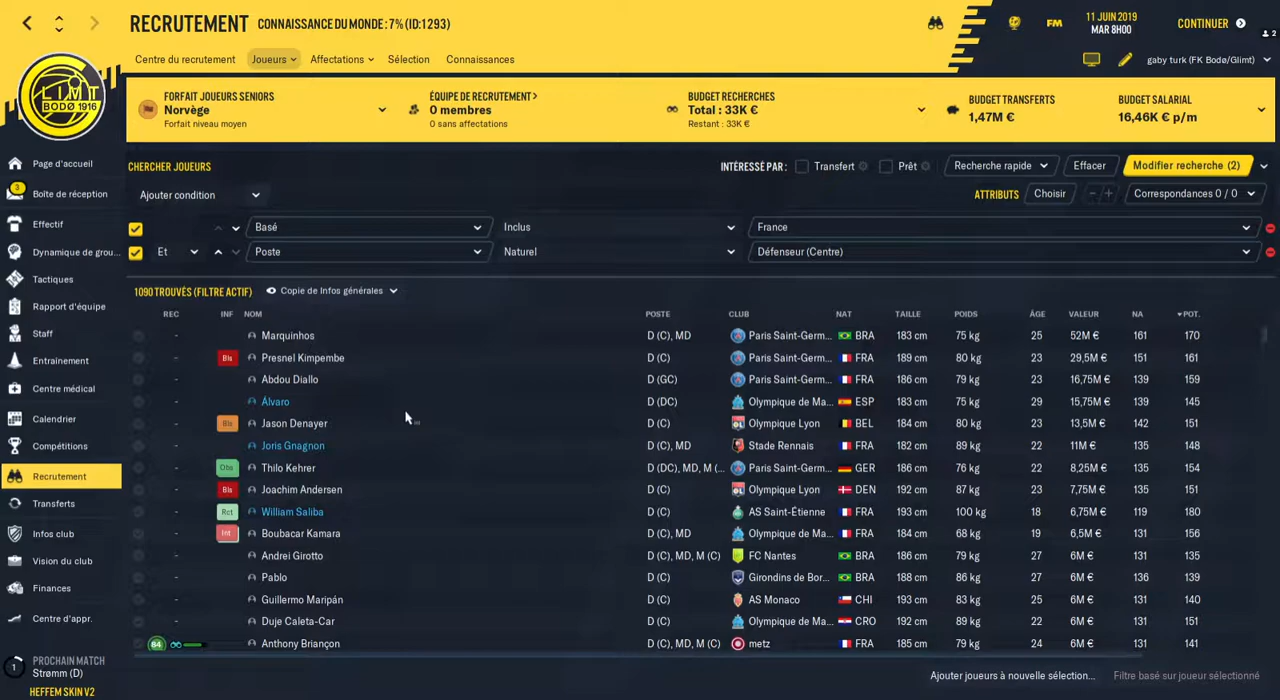 RECRUTEMENT CONNAISSANCE DU MONDE : 7% (ID:1293)
FM
11 JUIN 2019
MAR 8H00
CONTINUER
2
Centre du recrutement Joueurs Affectations Sélection Connaissances
gaby turk (FK Bodø/Glimt)
LIMT
BODØ 1916
FORFAIT JOUEURS SENIORS
Norvège
Forfait niveau moyen
ÉQUIPE DE RECRUTEMENT>
0 membres
0 sans affectations
BUDGET RECHERCHES
Total : 33K €
Restant : 33K €
BUDGET TRANSFERTS
1,47M €
BUDGET SALARIAL
16,46K € p/m
Page d'accueil
3
Boîte de réception
Effectif
Dynamique de grou...
Tactiques
Rapport d'équipe
Staff
Entraînement
Centre médical
Calendrier
Compétitions
Recrutement
Transferts
Infos club
Vision du club
Finances
Centre d'appr.
1
PROCHAIN MATCH
Strømm (D)
HEFFEM SKIN V2
CHERCHER JOUEURS
INTÉRESSÉ PAR : Transfert Prêt Recherche rapide Effacer Modifier recherche (2)
Ajouter condition
ATTRIBUTS Choisir - + Correspondances 0 / 0
Basé Inclus France
Et Poste Naturel Défenseur (Centre)
1090 TROUVÉS (FILTRE ACTIF) Copie de Infos générales
REC INF NOM POSTE CLUB NAT TAILLE POIDS ÂGE VALEUR NA POT.
- Marquinhos D (C), MD Paris Saint-Germ... BRA 183 cm 75 kg 25 52M € 161 170
- Bls Presnel Kimpembe D (C) Paris Saint-Germ... FRA 189 cm 80 kg 23 29,5M € 151 161
- Abdou Diallo D (GC) Paris Saint-Germ... FRA 186 cm 79 kg 23 16,75M € 139 159
- Álvaro D (DC) Olympique de Ma... ESP 183 cm 75 kg 29 15,75M € 139 145
- Bls Jason Denayer D (C) Olympique Lyon BEL 184 cm 80 kg 23 13,5M € 142 151
- Joris Gnagnon D (C), MD Stade Rennais FRA 182 cm 89 kg 22 11M € 135 148
- Obs Thilo Kehrer D (DC), MD, M (... Paris Saint-Germ... GER 186 cm 76 kg 22 8,25M € 135 154
- Bls Joachim Andersen D (C) Olympique Lyon DEN 192 cm 87 kg 23 7,75M € 135 151
- Rct William Saliba D (C) AS Saint-Étienne FRA 193 cm 100 kg 18 6,75M € 119 180
- Int Boubacar Kamara D (C), MD Olympique de Ma... FRA 184 cm 68 kg 19 6,5M € 131 156
- Andrei Girotto D (C), MD, M (C) FC Nantes BRA 186 cm 79 kg 27 6M € 131 135
- Pablo D (C) Girondins de Bor... BRA 188 cm 86 kg 27 6M € 136 139
- Guillermo Maripán D (C) AS Monaco CHI 193 cm 83 kg 25 6M € 131 140
- Duje Caleta-Car D (C) Olympique de Ma... CRO 192 cm 89 kg 22 6M € 131 151
84 Anthony Briançon D (C), MD, M (C) metz FRA 185 cm 79 kg 24 6M € 131 141
Ajouter joueurs à nouvelle sélection... Filtre basé sur joueur sélectionné